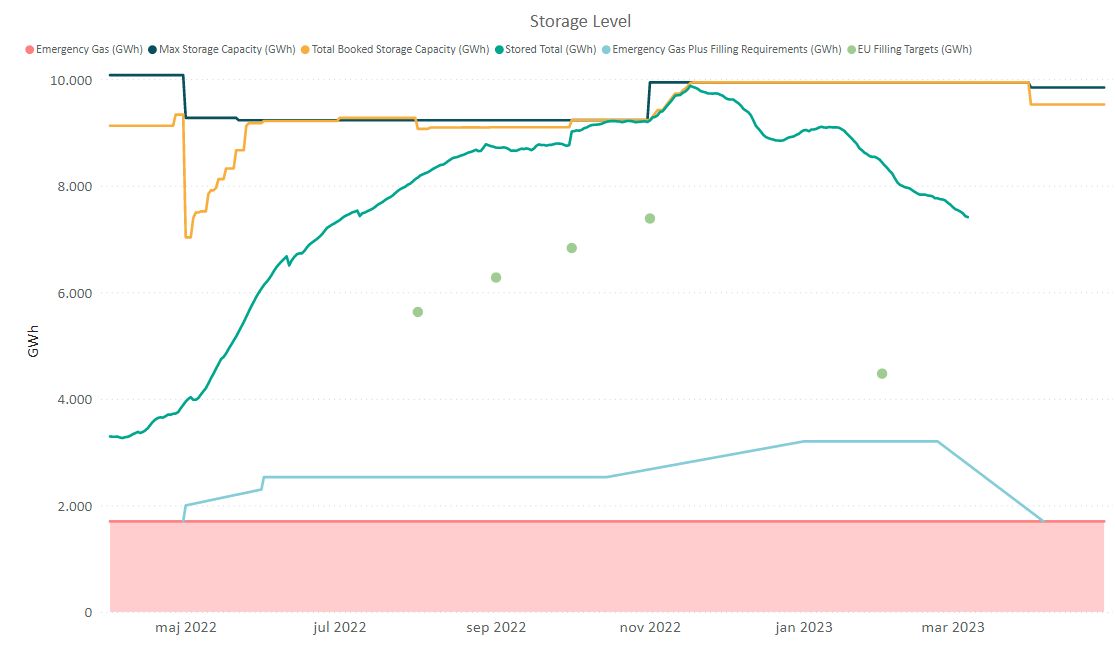 Storage Level
Emergency Gas (GWh) Max Storage Capacity (GWh) Total Booked Storage Capacity (GWh) Stored Total (GWh) Emergency Gas Plus Filling Requirements (GWh) EU Filling Targets (GWh)
10.000
8.000
6.000
GWh
4.000
2.000
0
maj 2022 jul 2022 sep 2022 nov 2022 jan 2023 mar 2023